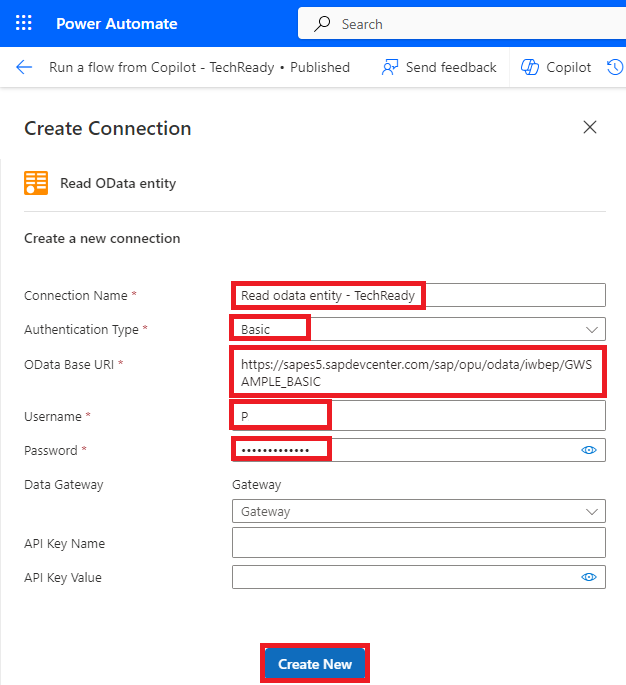 Power Automate
Search
Run a flow from Copilot - TechReady • Published
Send feedback
Copilot
Create Connection
Read OData entity
Create a new connection
Connection Name *
Read odata entity - TechReady
Authentication Type *
Basic
OData Base URI *
https://sapes5.sapdevcenter.com/sap/opu/odata/iwbep/GWS
AMPLE_BASIC
Username *
P
Password *
•••••••••••••
Data Gateway
Gateway
Gateway
API Key Name
API Key Value
Create New